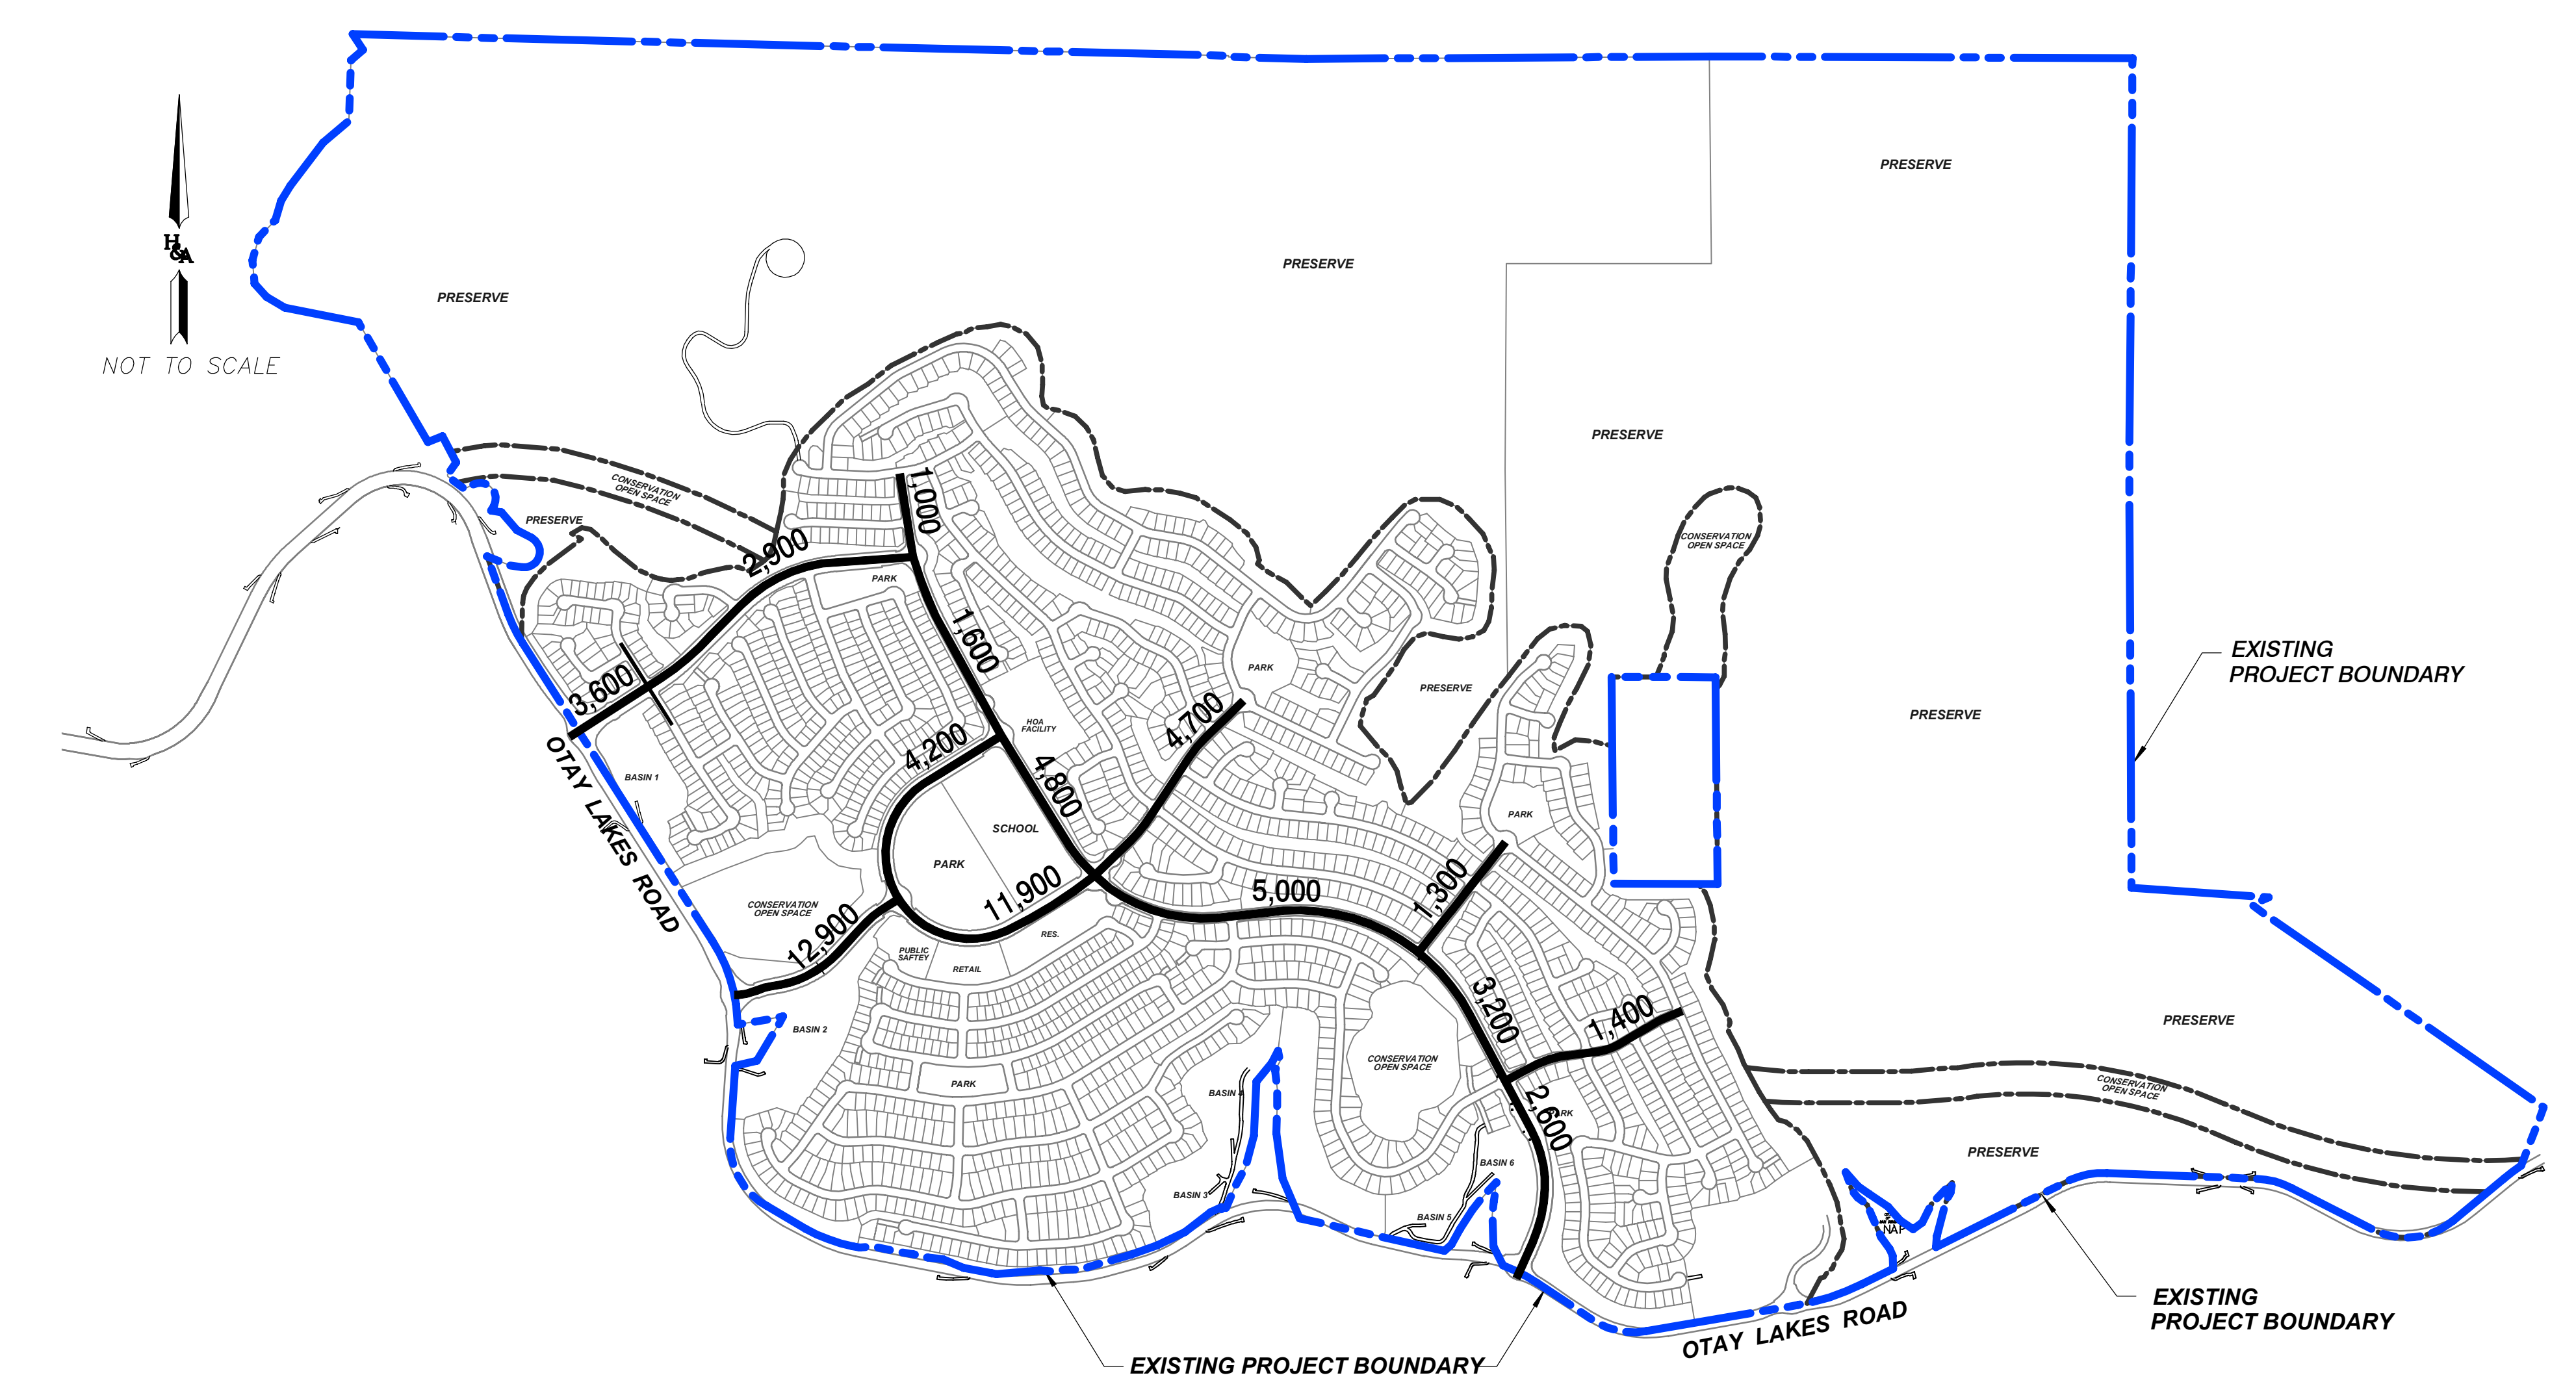 PRESERVE
PRESERVE
PRESERVE
H&A
NOT TO SCALE
PRESERVE
CONSERVATION
OPEN SPACE
1,000
PRESERVE
CONSERVATION
OPEN SPACE
2,900
PARK
1,600
EXISTING
PROJECT BOUNDARY
PARK
PRESERVE
3,600
PRESERVE
HOA
FACILITY
4,200
4,700
OTAY LAKES ROAD
BASIN 1
4,800
PARK
SCHOOL
PARK
11,900
5,000
1,300
CONSERVATION
OPEN SPACE
12,900
RES.
PUBLIC
SAFTEY
RETAIL
3,200
1,400
PRESERVE
BASIN 2
CONSERVATION
OPEN SPACE
PARK
BASIN 4
2,600
CONSERVATION
OPEN SPACE
PRESERVE
BASIN 6
BASIN 3
BASIN 5
NAP
EXISTING
PROJECT BOUNDARY
OTAY LAKES ROAD
EXISTING PROJECT BOUNDARY